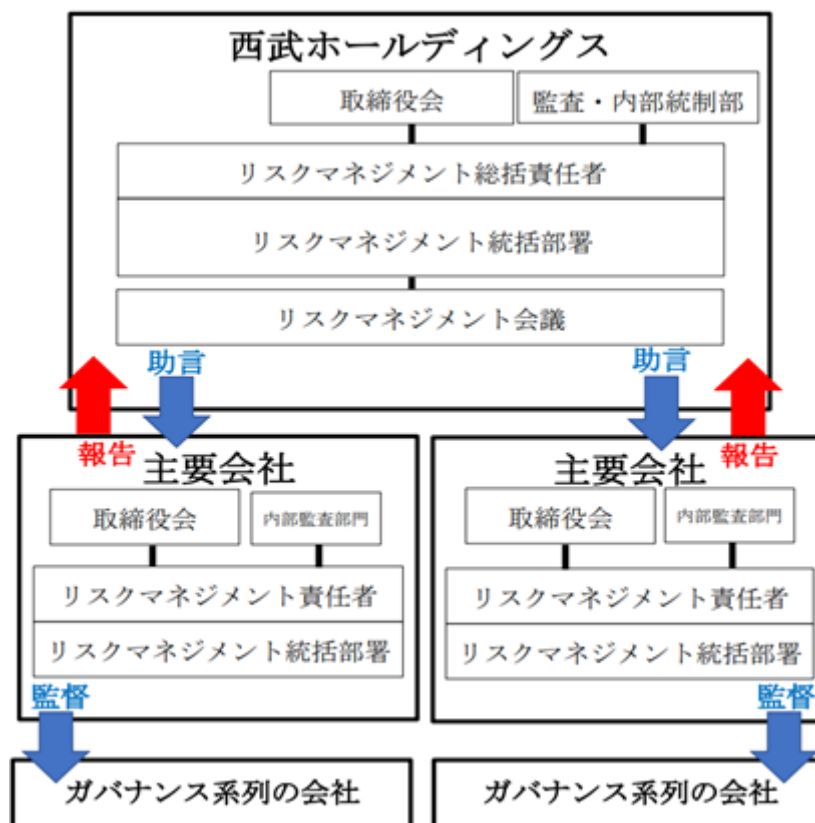 西武ホールディングス
取締役会
監査・内部統制部
リスクマネジメント総括責任者
リスクマネジメント統括部署
リスクマネジメント会議
助言
助言
報告
報告
主要会社
取締役会
内部監査部門
リスクマネジメント責任者
リスクマネジメント統括部署
監督
ガバナンス系列の会社
主要会社
取締役会
内部監査部門
リスクマネジメント責任者
リスクマネジメント統括部署
監督
ガバナンス系列の会社